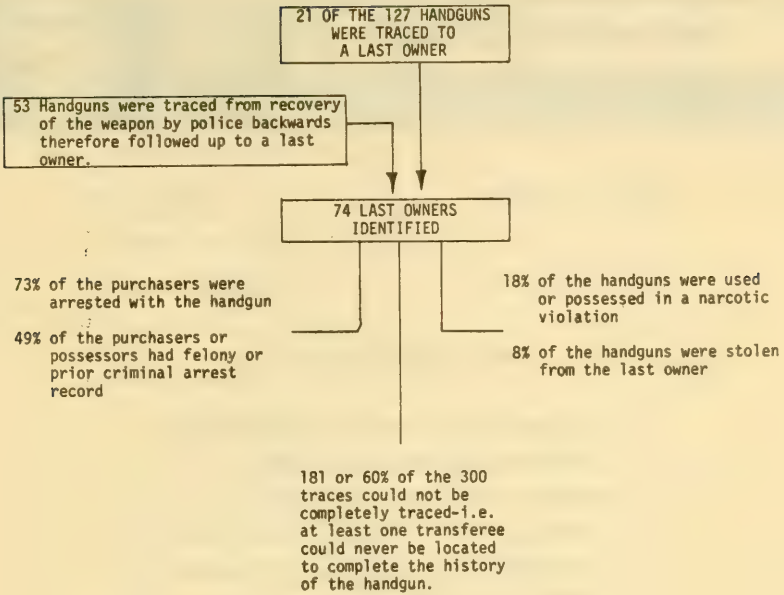 21 OF THE 127 HANDGUNS
WERE TRACED TO
A LAST OWNER
53 Handguns were traced from recovery
of the weapon by police backwards
therefore followed up to a last
owner.
74 LAST OWNERS
IDENTIFIED
73% of the purchasers were
arrested with the handgun
49% of the purchasers or
possessors had felony or
prior criminal arrest
record
18% of the handguns were used
or possessed in a narcotic
violation
8% of the handguns were stolen
from the last owner
181 or 60% of the 300
traces could not be
completely traced-i.e.
at least one transferee
could never be located
to complete the history
of the handgun.